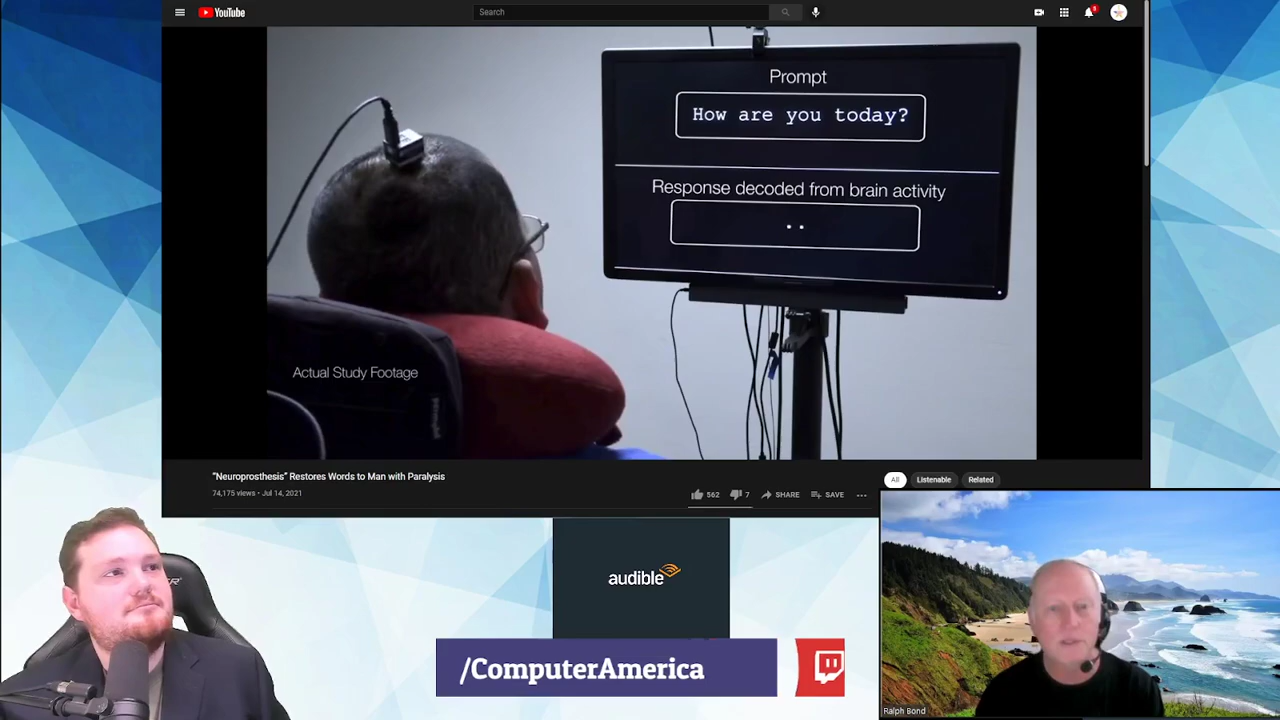 YouTube
Search
5
Prompt
How are you today?
Response decoded from brain activity
Actual Study Footage
"Neuroprosthesis" Restores Words to Man with Paralysis
74,175 views • Jul 14, 2021
562
7
SHARE
SAVE
All
Listenable
Related
audible
/ComputerAmerica
Ralph Bond